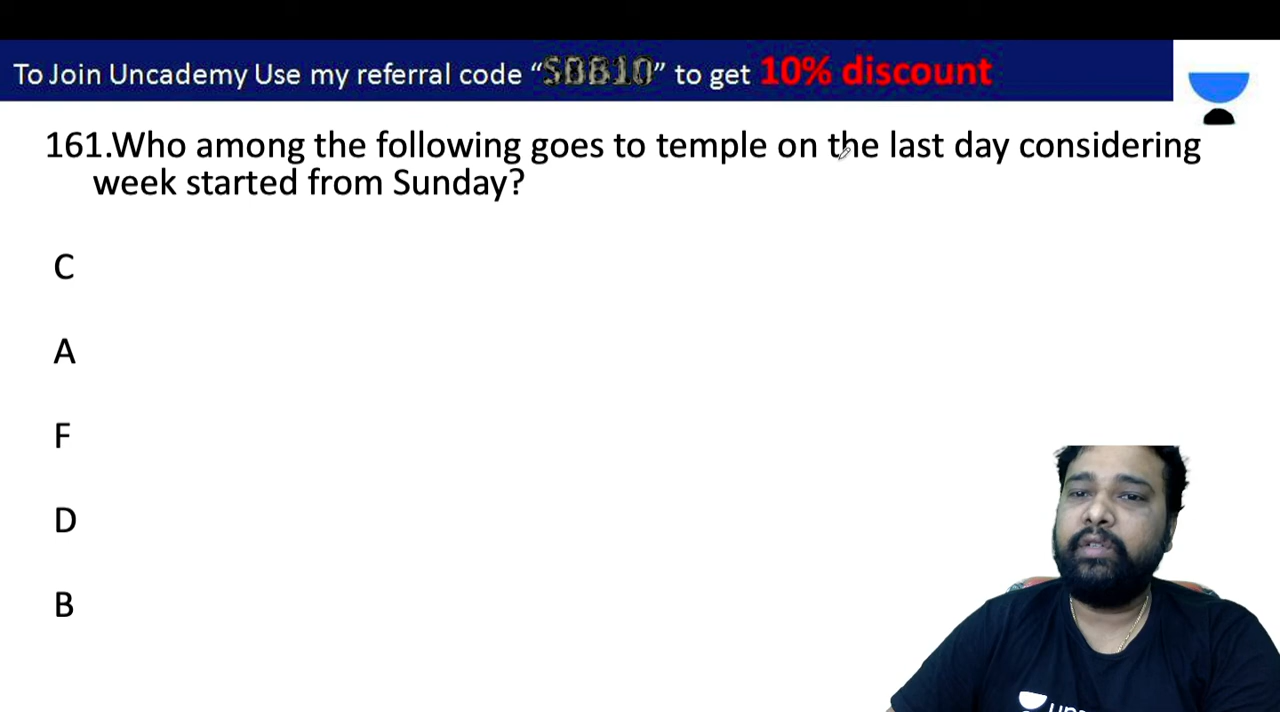 To Join Uncademy Use my referral code “SBB10” to get 10% discount
161.Who among the following goes to temple on the last day considering
week started from Sunday?
C
A
F
D
B